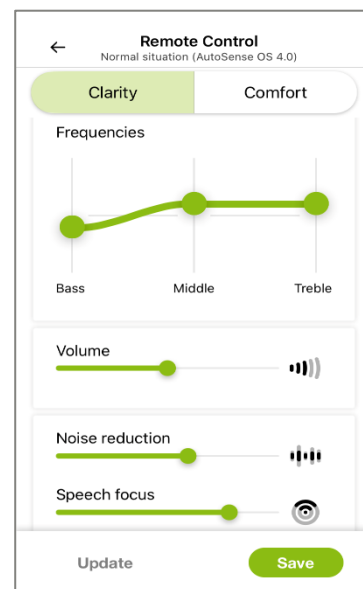 Remote Control
Normal situation (AutoSense OS 4.0)
Clarity Comfort
Frequencies
Bass Middle Treble
Volume
Noise reduction
Speech focus
Update Save